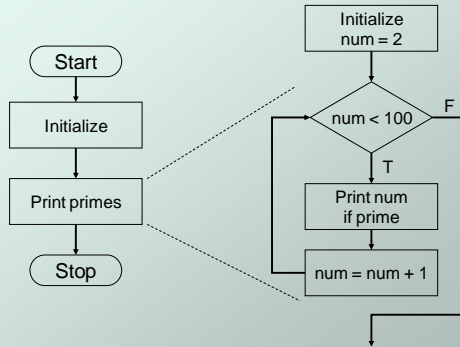 Start
Initialize
Print primes
Stop
Initialize
num = 2
num < 100
F
T
Print num
if prime
num = num + 1